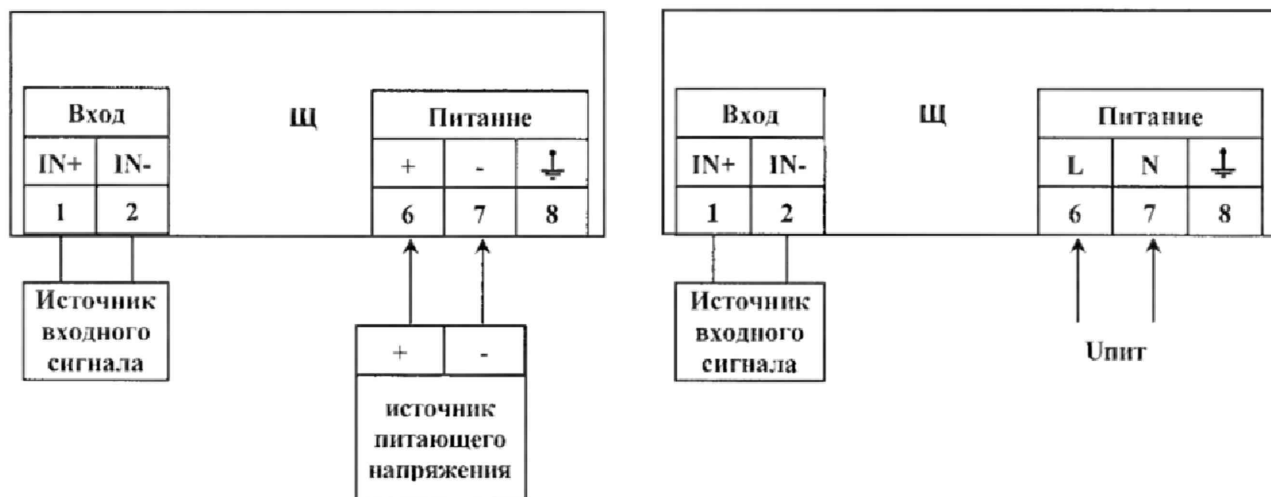 Вход
Щ
Питание
IN+ IN-
+ -
1 2
6 7 8
Источник
входного
сигнала
+ -
источник
питающего
напряжения
Вход
Щ
Питание
IN+ IN-
L N
1 2
6 7 8
Источник
входного
сигнала
Uпит